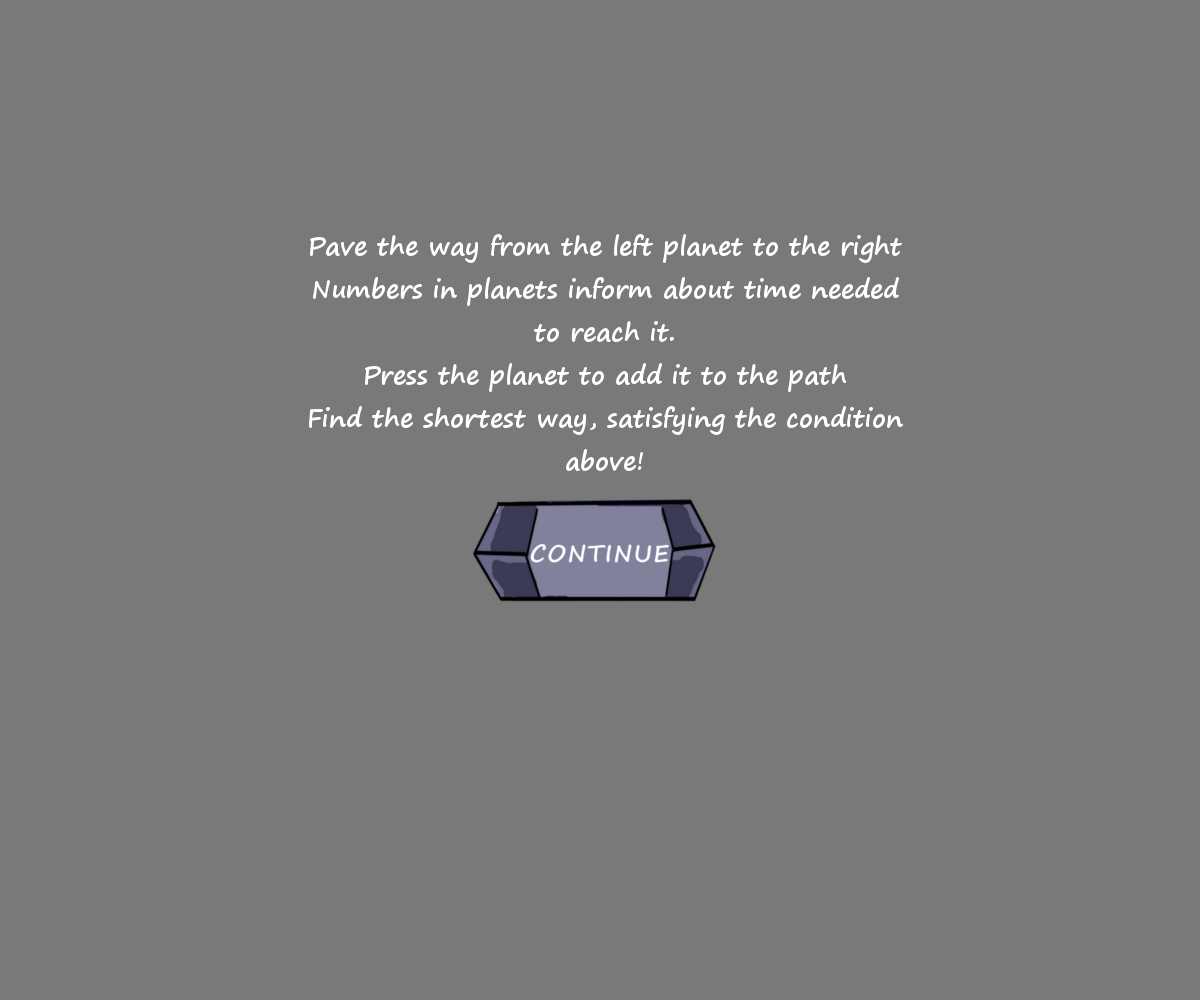 Pave the way from the left planet to the right
Numbers in planets inform about time needed
to reach it.
Press the planet to add it to the path
Find the shortest way, satisfying the condition
above!
CONTINUE